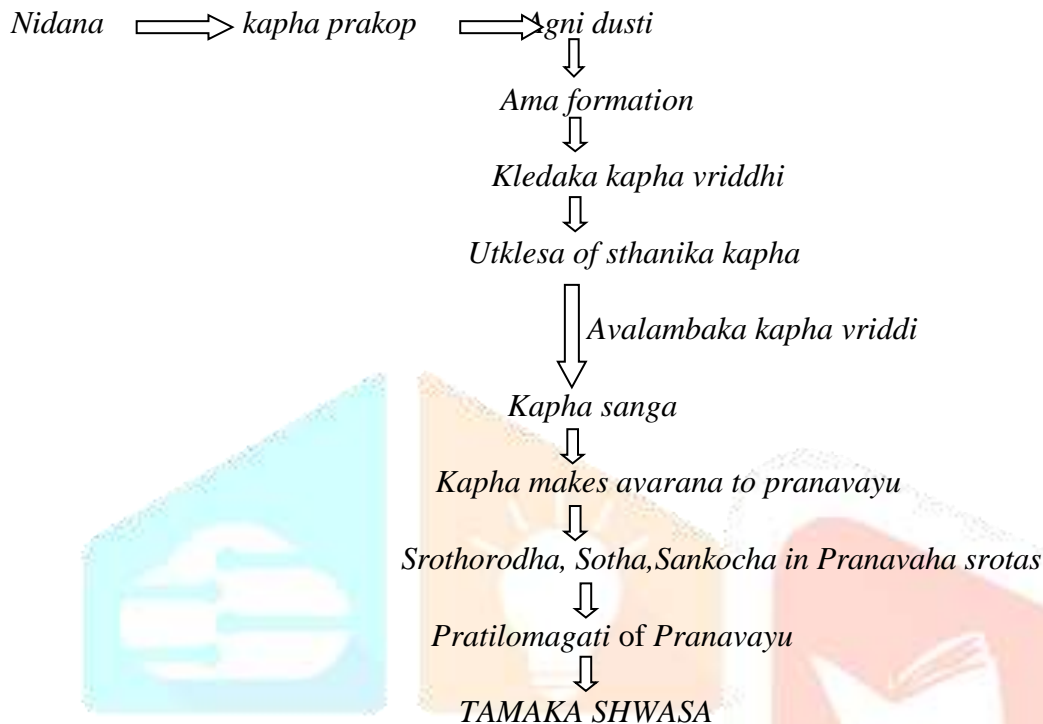 Nidana kapha prakop Agni dusti
Ama formation
Kledaka kapha vriddhi
Utklesa of sthanika kapha
Avalambaka kapha vriddi
Kapha sanga
Kapha makes avarana to pranavayu
Srothorodha, Sotha,Sankocha in Pranavaha srotas
Pratilomagati of Pranavayu
TAMAKA SHWASA